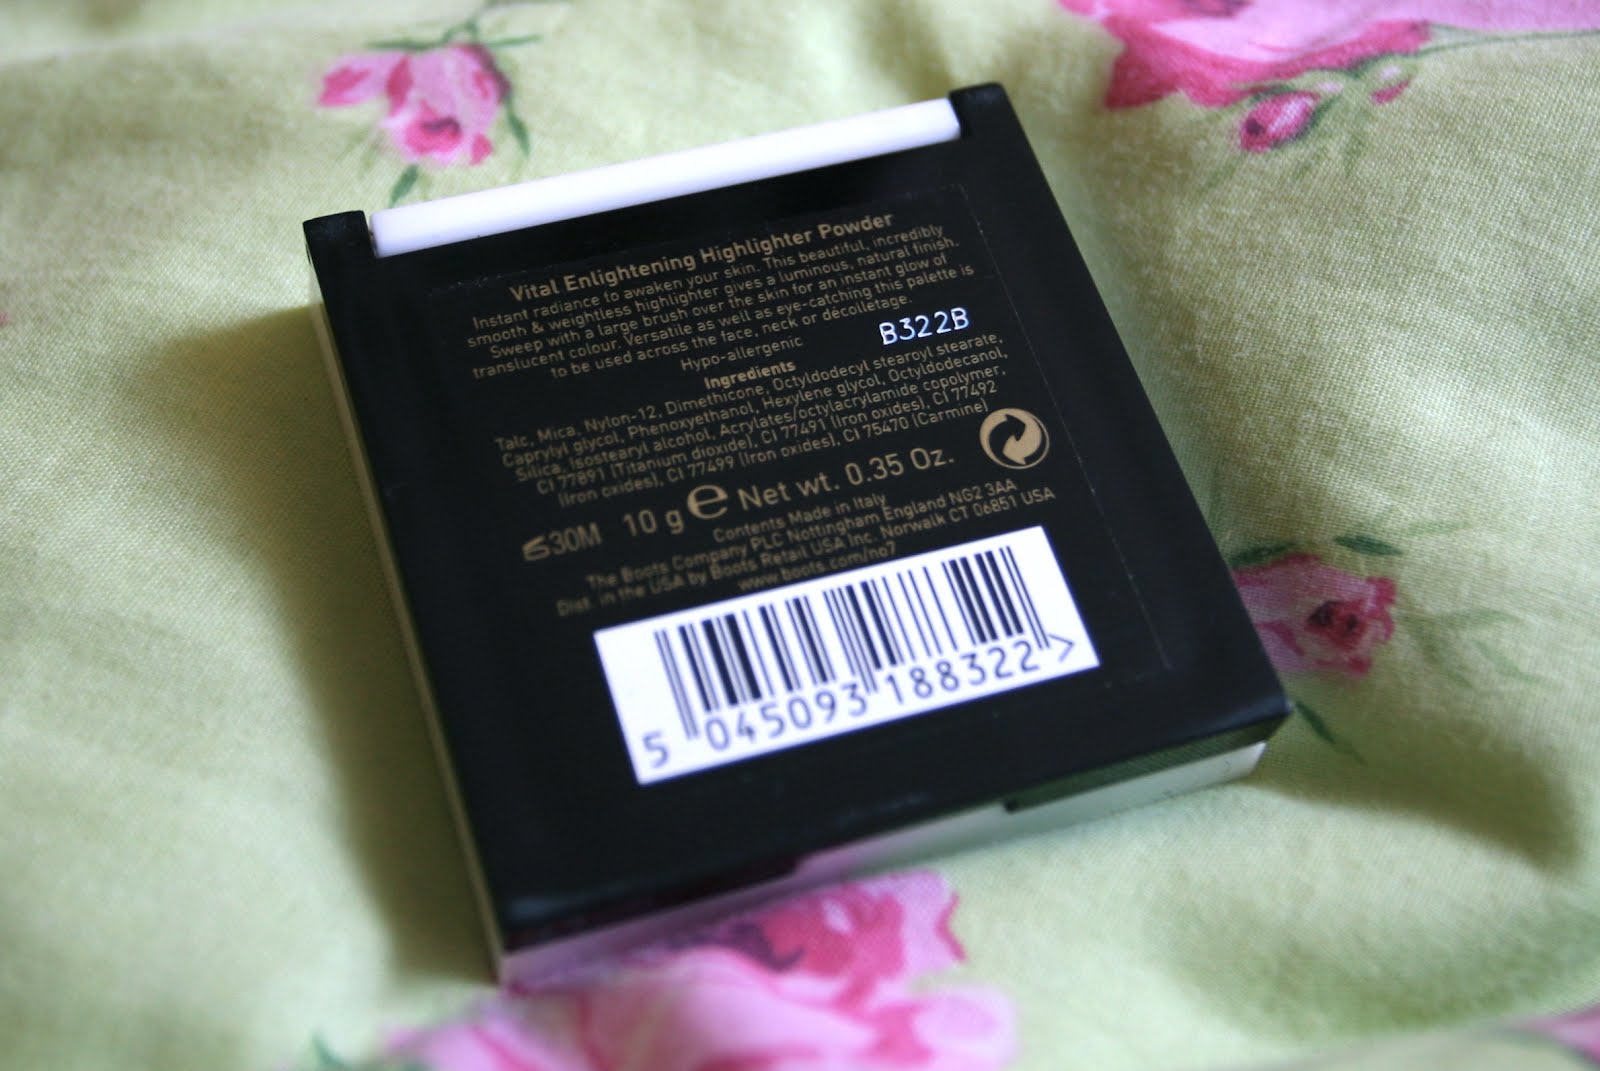 Vital Enlightening Highlighter Powder
Instant radiance to awaken your skin. This beautiful, incredibly
smooth & weightless highlighter gives a luminous, natural finish.
Sweep with a large brush over the skin for an instant glow of
translucent colour. Versatile as well as eye-catching this palette is
to be used across the face, neck or décolletage.
Hypo-allergenic
B322B
Ingredients
Talc, Mica, Nylon-12, Dimethicone, Octyldodecyl stearoyl stearate,
Caprylyl glycol, Phenoxyethanol, Hexylene glycol, Octyldodecanol,
Silica, Isostearyl alcohol, Acrylates/octylacrylamide copolymer,
CI 77891 (Titanium dioxide), CI 77491 (Iron oxides), CI 77492
(Iron oxides), CI 77499 (Iron oxides), CI 75470 (Carmine)
30M 10 g e Net wt. 0.35 Oz.
Contents Made in Italy
The Boots Company PLC Nottingham England NG2 3AA
Dist. in the USA by Boots Retail USA Inc. Norwalk CT 06851 USA
www.boots.com/no7
5 045093 188322 >